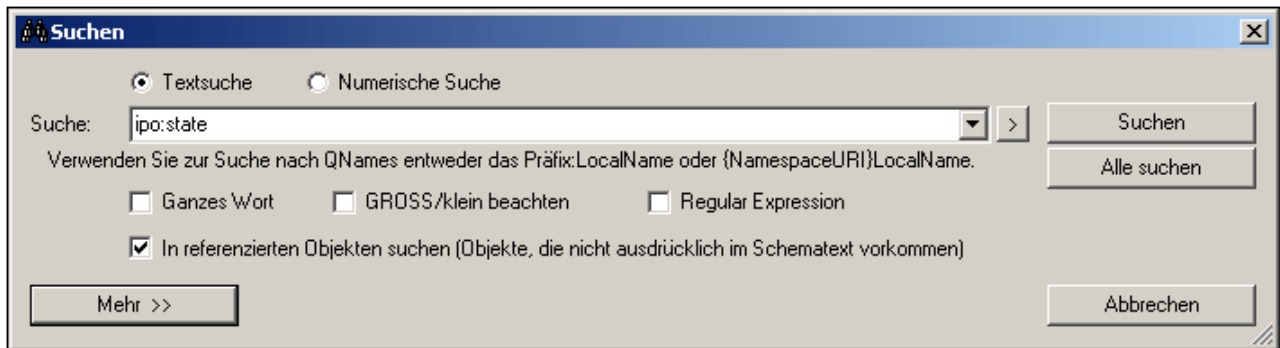 Suchen
Textsuche Numerische Suche
Suche: ipo:state > Suchen
Verwenden Sie zur Suche nach QNames entweder das Präfix:LocalName oder {NamespaceURI}LocalName.
Alle suchen
Ganzes Wort GROSS/klein beachten Regular Expression
In referenzierten Objekten suchen (Objekte, die nicht ausdrücklich im Schematext vorkommen)
Mehr >> Abbrechen